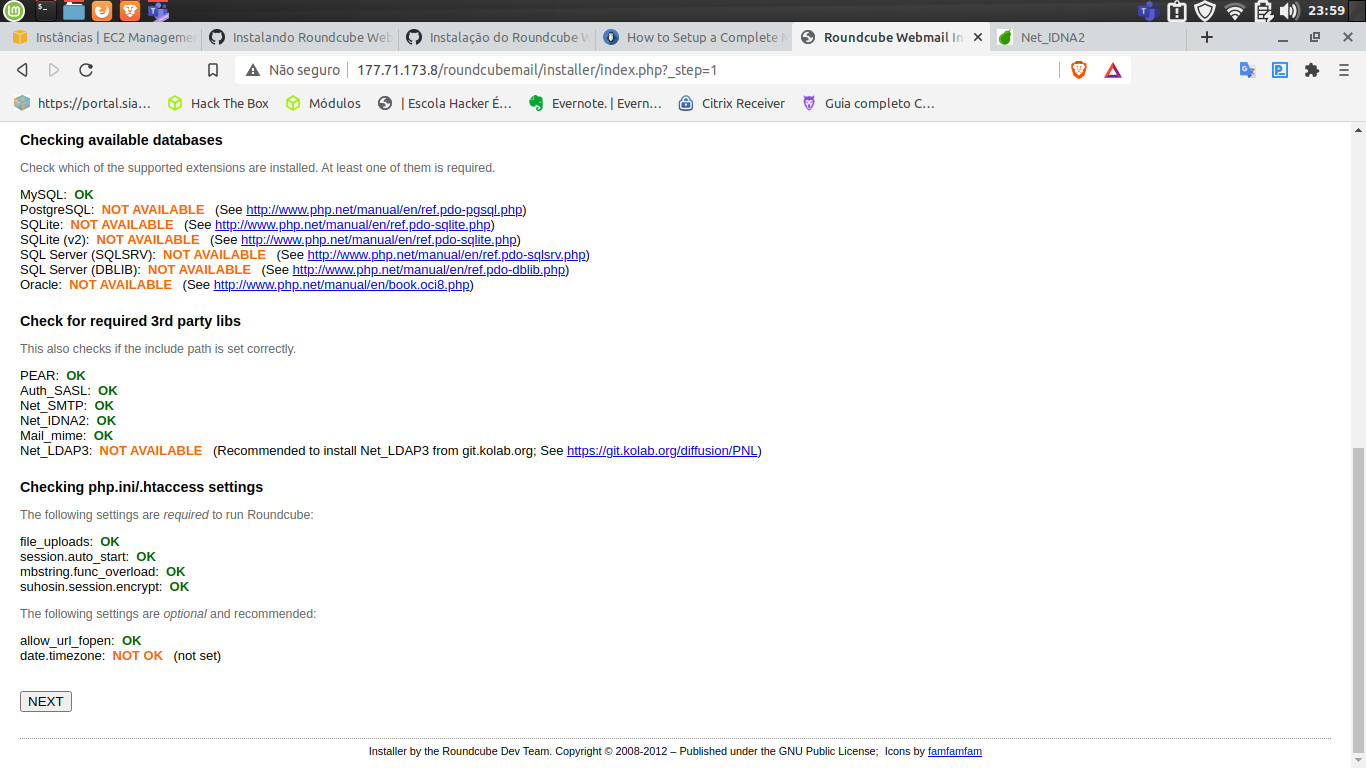 23:59
Instâncias | EC2 Managemen
Instalando Roundcube Web
Instalação do Roundcube W
How to Setup a Complete M
Roundcube Webmail In
Net_IDNA2
Não seguro
177.71.173.8/roundcubemail/installer/index.php?_step=1
https://portal.sia…
Hack The Box
Módulos
| Escola Hacker É…
Evernote. | Evern…
Citrix Receiver
Guia completo C…
Checking available databases
Check which of the supported extensions are installed. At least one of them is required.
MySQL: OK
PostgreSQL: NOT AVAILABLE (See http://www.php.net/manual/en/ref.pdo-pgsql.php)
SQLite: NOT AVAILABLE (See http://www.php.net/manual/en/ref.pdo-sqlite.php)
SQLite (v2): NOT AVAILABLE (See http://www.php.net/manual/en/ref.pdo-sqlite.php)
SQL Server (SQLSRV): NOT AVAILABLE (See http://www.php.net/manual/en/ref.pdo-sqlsrv.php)
SQL Server (DBLIB): NOT AVAILABLE (See http://www.php.net/manual/en/ref.pdo-dblib.php)
Oracle: NOT AVAILABLE (See http://www.php.net/manual/en/book.oci8.php)
Check for required 3rd party libs
This also checks if the include path is set correctly.
PEAR: OK
Auth_SASL: OK
Net_SMTP: OK
Net_IDNA2: OK
Mail_mime: OK
Net_LDAP3: NOT AVAILABLE (Recommended to install Net_LDAP3 from git.kolab.org; See https://git.kolab.org/diffusion/PNL)
Checking php.ini/.htaccess settings
The following settings are required to run Roundcube:
file_uploads: OK
session.auto_start: OK
mbstring.func_overload: OK
suhosin.session.encrypt: OK
The following settings are optional and recommended:
allow_url_fopen: OK
date.timezone: NOT OK (not set)
NEXT
Installer by the Roundcube Dev Team. Copyright © 2008-2012 – Published under the GNU Public License; Icons by famfamfam